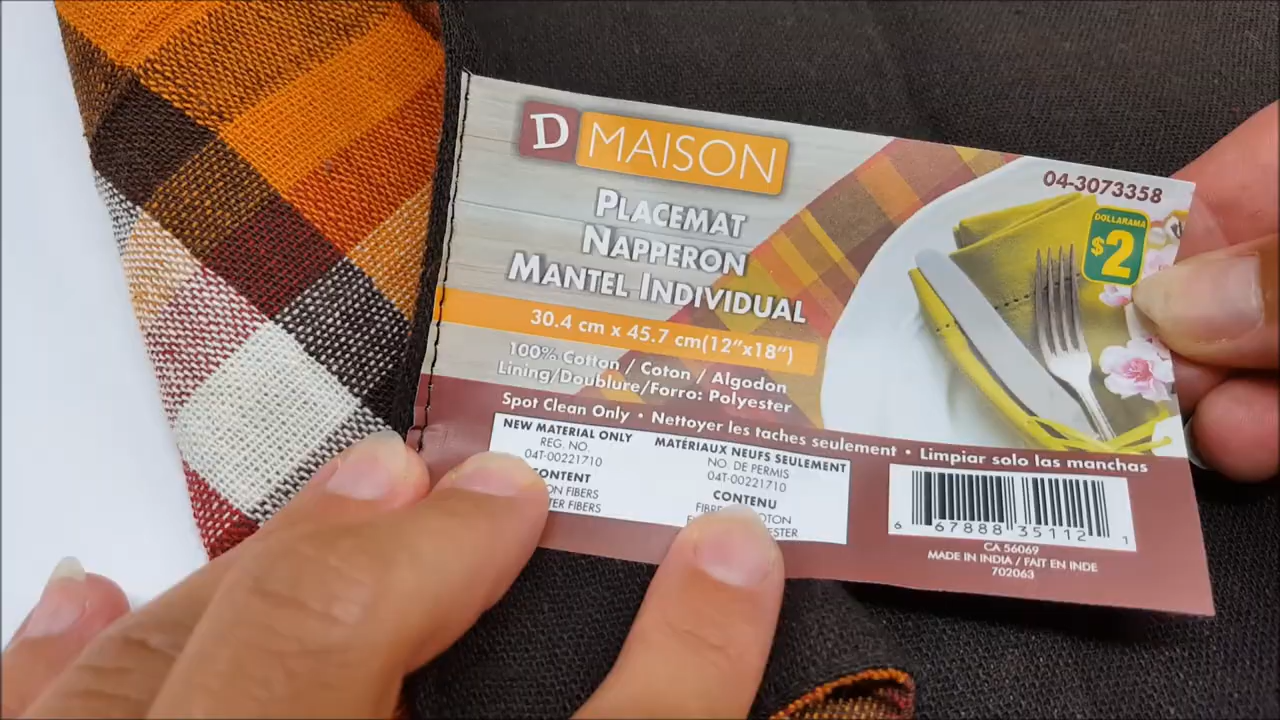 D MAISON
PLACEMAT
NAPPERON
MANTEL INDIVIDUAL
30.4 cm x 45.7 cm(12"x18")
100% Cotton / Coton / Algodon
Lining/Doublure/Forro: Polyester
Spot Clean Only • Nettoyer les taches seulement • Limpiar solo las manchas
04-3073358
DOLLARAMA
$2
NEW MATERIAL ONLY
REG. NO.
04T-00221710
CONTENT
FIBERS
FIBERS
MATÉRIAUX NEUFS SEULEMENT
NO. DE PERMIS
04T-00221710
CONTENU
6 67888 35112 1
CA 56069
MADE IN INDIA / FAIT EN INDE
702063